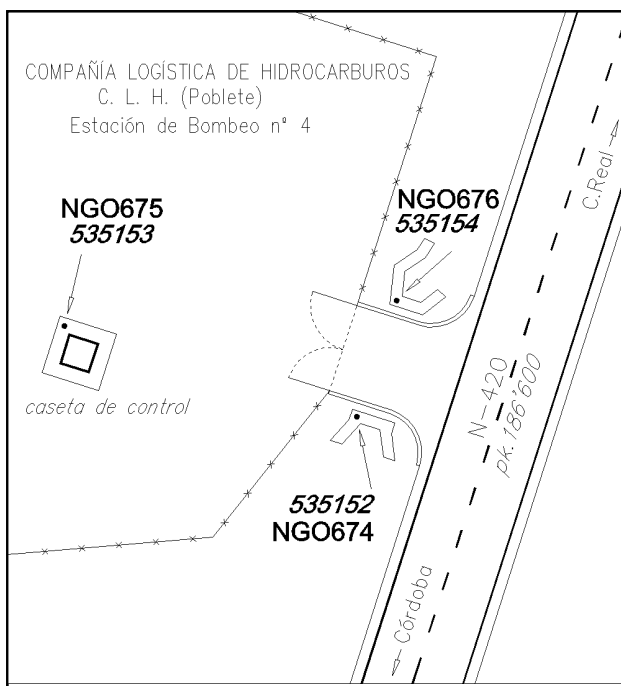 COMPAÑÍA LOGÍSTICA DE HIDROCARBUROS
C. L. H. (Poblete)
Estación de Bombeo nº 4
NGO675
535153
NGO676
535154
C.Real
caseta de control
N-420
pk.186'600
535152
NGO674
Córdoba